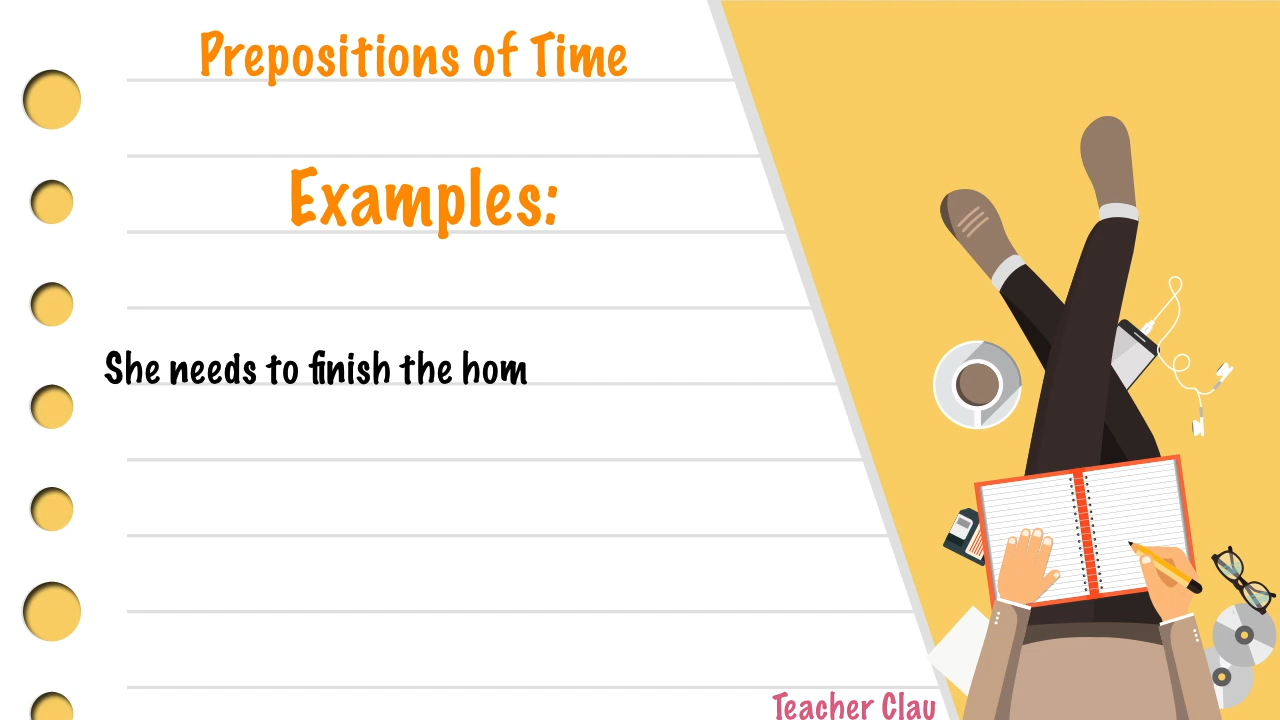 Prepositions of Time
Examples:
She needs to finish the hom
Teacher Clau